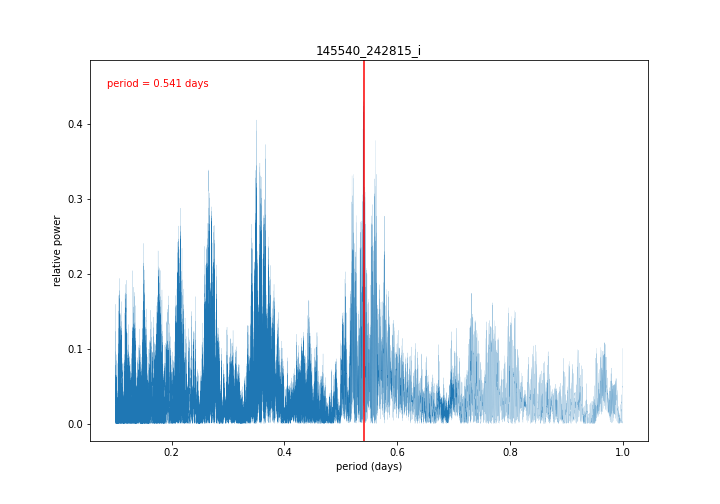 145540_242815_i
period = 0.541 days
relative power
0.4
0.3
0.2
0.1
0.0
0.2 0.4 0.6 0.8 1.0
period (days)